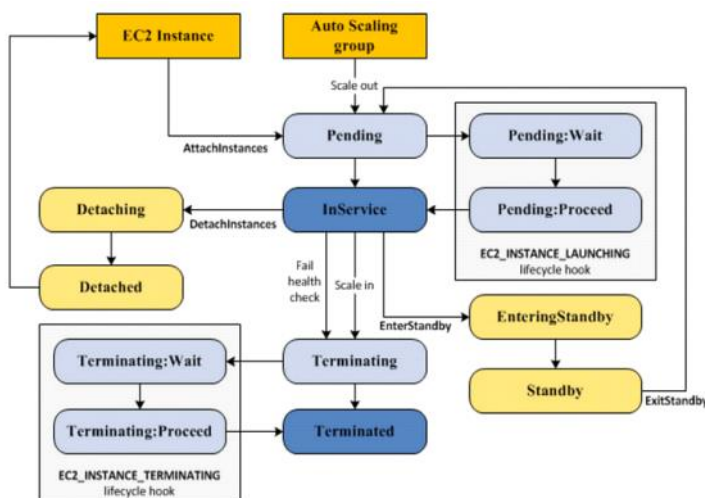 EC2 Instance
Auto Scaling
group
Scale out
Pending
Pending:Wait
AttachInstances
Pending:Proceed
Detaching
InService
DetachInstances
EC2_INSTANCE_LAUNCHING
lifecycle hook
Fail
health
check
Scale in
Detached
EnterStandby
EnteringStandby
Terminating:Wait
Terminating
Standby
ExitStandby
Terminating:Proceed
Terminated
EC2_INSTANCE_TERMINATING
lifecycle hook